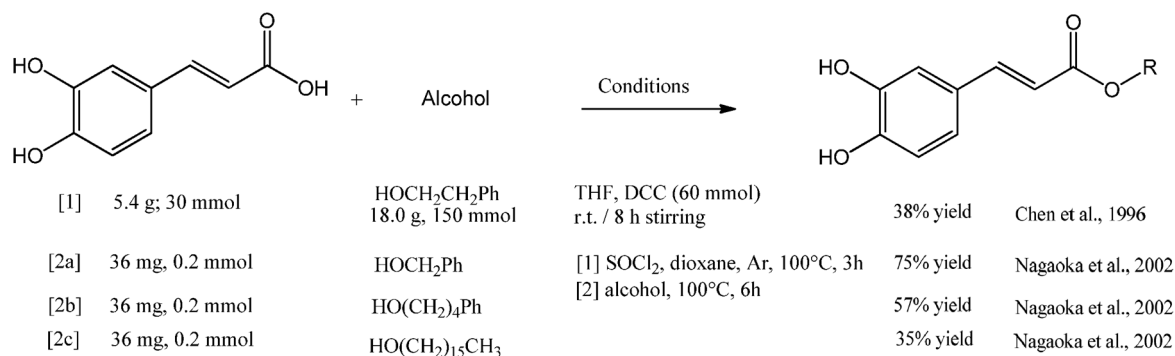 O
HO
OH
HO
+
Alcohol
Conditions
O
HO
O
R
HO
[1] 5.4 g; 30 mmol HOCH2CH2Ph THF, DCC (60 mmol)
18.0 g, 150 mmol r.t. / 8 h stirring 38% yield Chen et al., 1996
[2a] 36 mg, 0.2 mmol HOCH2Ph [1] SOCl2, dioxane, Ar, 100°C, 3h 75% yield Nagaoka et al., 2002
[2] alcohol, 100°C, 6h
[2b] 36 mg, 0.2 mmol HO(CH2)4Ph 57% yield Nagaoka et al., 2002
[2c] 36 mg, 0.2 mmol HO(CH2)15CH3 35% yield Nagaoka et al., 2002